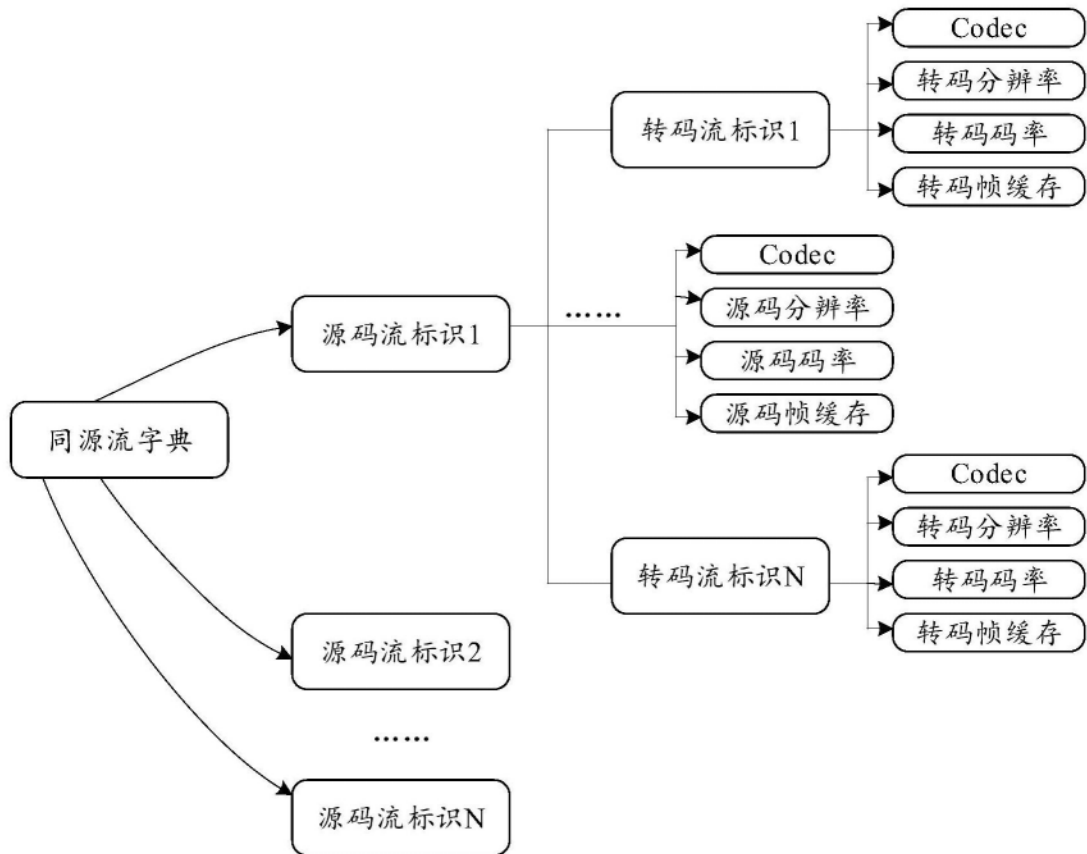 Codec
转码分辨率
转码流标识1
转码码率
转码帧缓存
Codec
源码流标识1
……
源码分辨率
源码码率
源码帧缓存
同源流字典
Codec
转码分辨率
转码流标识N
转码码率
转码帧缓存
源码流标识2
……
源码流标识N